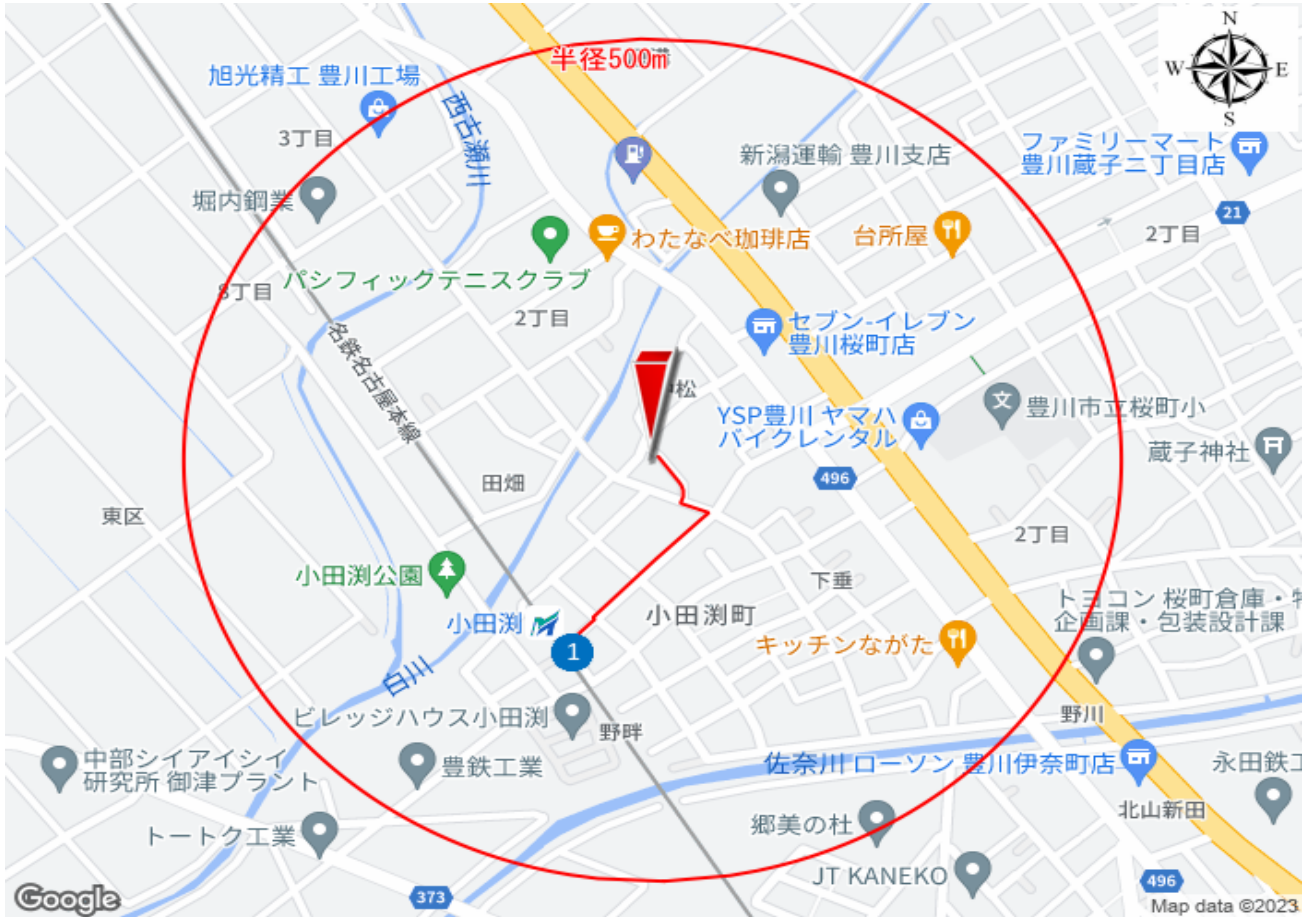 N
W
E
S
半径500m
旭光精工 豊川工場
3丁目
西古瀬川
新潟運輸 豊川支店
ファミリーマート
豊川蔵子二丁目店
堀内鋼業
21
わたなべ珈琲店
台所屋
2丁目
パシフィックテニスクラブ
8丁目
2丁目
名鉄名古屋本線
セブン-イレブン
豊川桜町店
松
YSP豊川 ヤマハ
バイクレンタル
豊川市立桜町小
蔵子神社
田畑
496
東区
2丁目
小田渕公園
下垂
小田渕町
トヨコン 桜町倉庫・特
企画課・包装設計課
小田渕
1
キッチンながた
白川
ビレッジハウス小田渕
野畔
野川
中部シイアイシイ
研究所 御津プラント
豊鉄工業
佐奈川
ローソン 豊川伊奈町店
永田鉄工
北山新田
トートク工業
郷美の杜
JT KANEKO
373
496
Google
Map data ©2023